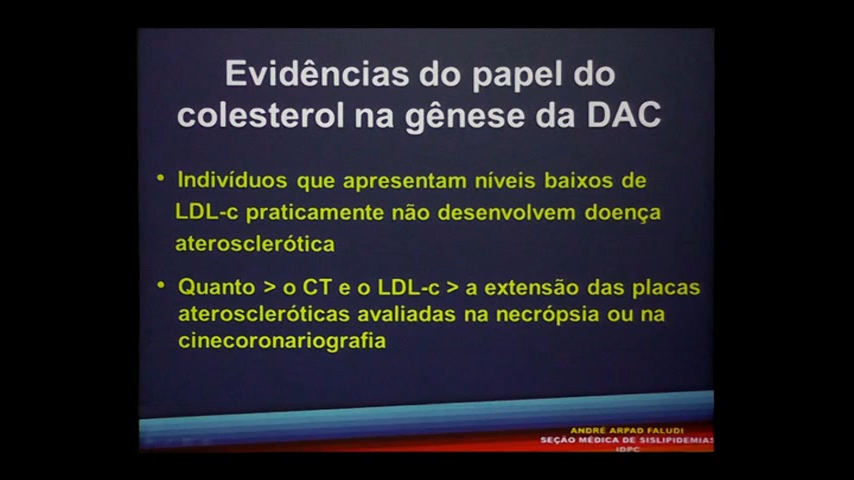 Evidências do papel do
colesterol na gênese da DAC
• Indivíduos que apresentam níveis baixos de
LDL-c praticamente não desenvolvem doença
aterosclerótica
• Quanto > o CT e o LDL-c > a extensão das placas
ateroscleróticas avaliadas na necrópsia ou na
cinecoronariografia
ANDRÉ ARPAD FALUDI
SEÇÃO MÉDICA DE SISLIPIDEMIAS
IDPC